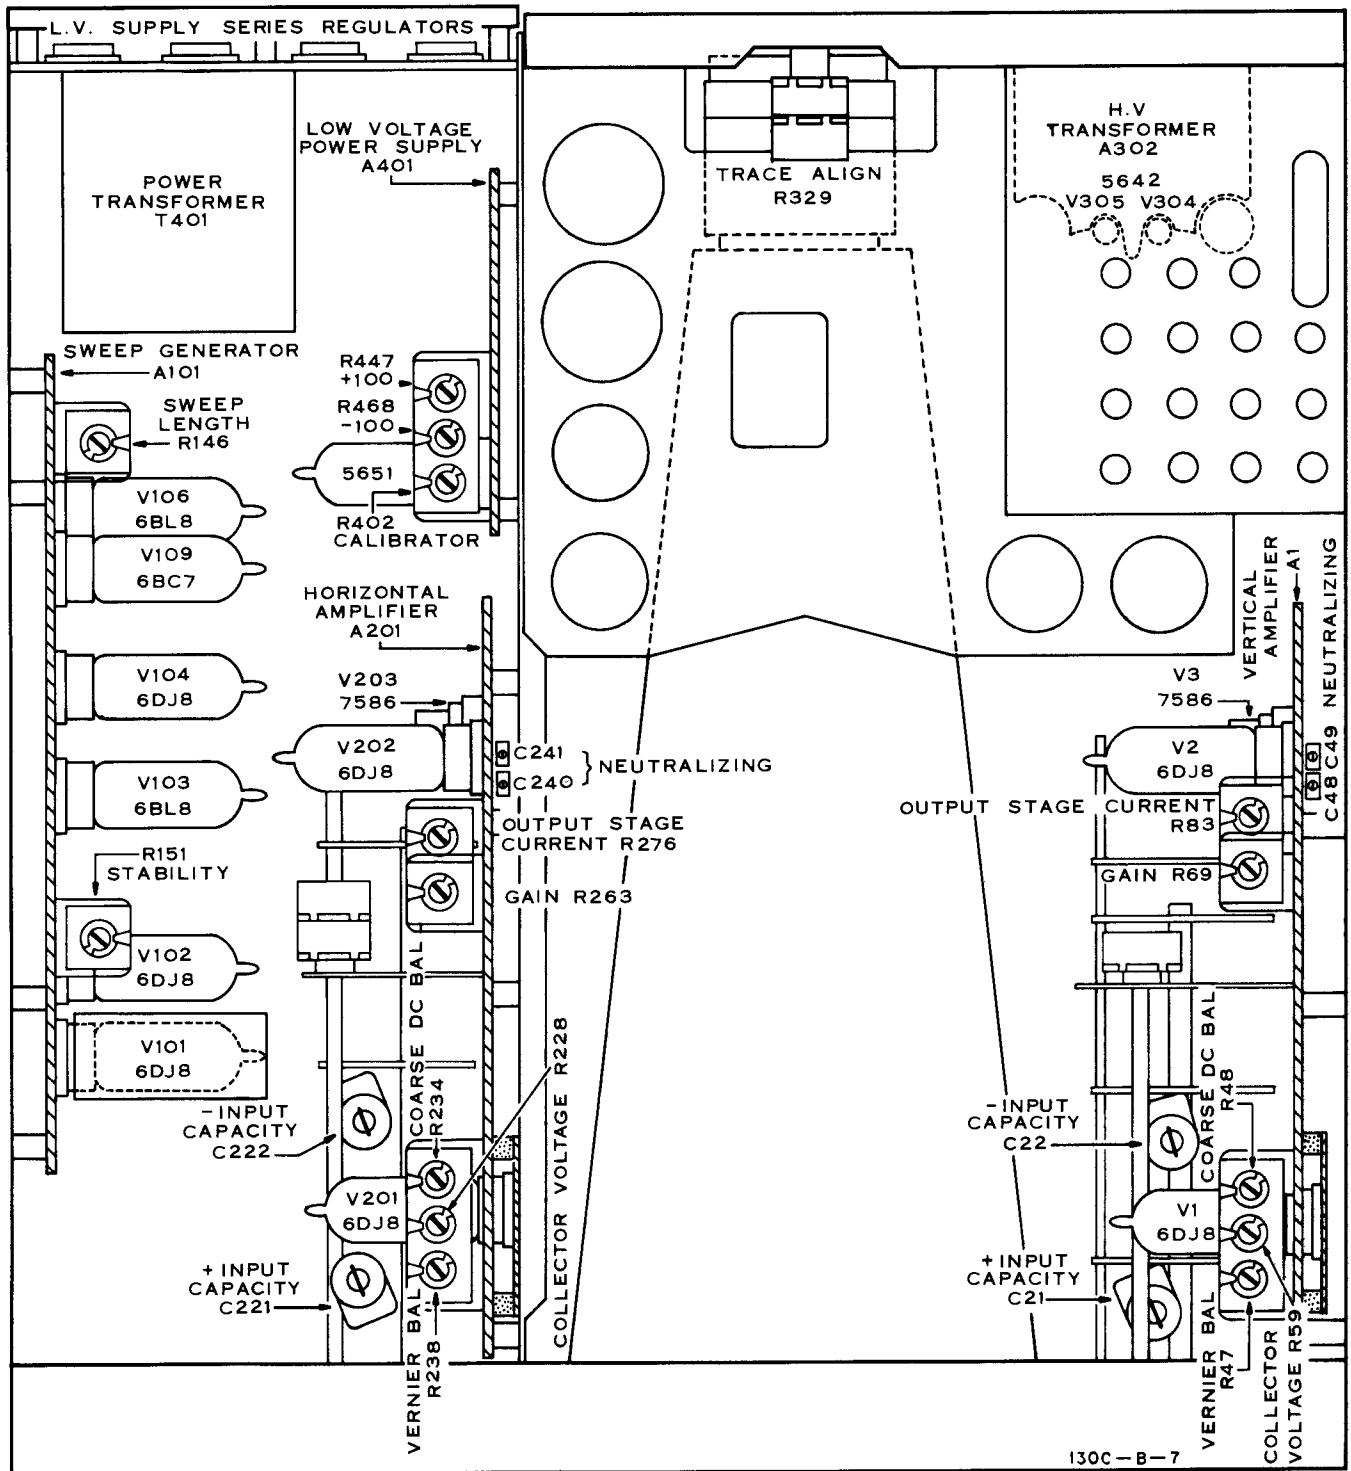 L.V. SUPPLY SERIES REGULATORS
POWER
TRANSFORMER
T401
LOW VOLTAGE
POWER SUPPLY
A401
SWEEP GENERATOR
A101
SWEEP
LENGTH
R146
R447
+100
R468
-100
5651
R402
CALIBRATOR
V106
6BL8
V109
6BC7
HORIZONTAL
AMPLIFIER
A201
V104
6DJ8
V203
7586
V202
6DJ8
C241
C240
NEUTRALIZING
V103
6BL8
OUTPUT STAGE
CURRENT R276
GAIN R263
R151
STABILITY
V102
6DJ8
V101
6DJ8
COARSE DC BAL
R234
-INPUT
CAPACITY
C222
V201
6DJ8
+INPUT
CAPACITY
C221
VERNIER BAL
R238
COLLECTOR VOLTAGE R228
TRACE ALIGN
R329
H.V
TRANSFORMER
A302
5642
V305 V304
VERTICAL
AMPLIFIER
A1
C48 C49 NEUTRALIZING
V3
7586
V2
6DJ8
OUTPUT STAGE CURRENT
R83
GAIN R69
COARSE DC BAL
R48
-INPUT
CAPACITY
C22
V1
6DJ8
+INPUT
CAPACITY
C21
VERNIER BAL
R47
COLLECTOR
VOLTAGE R59
130C-B-7